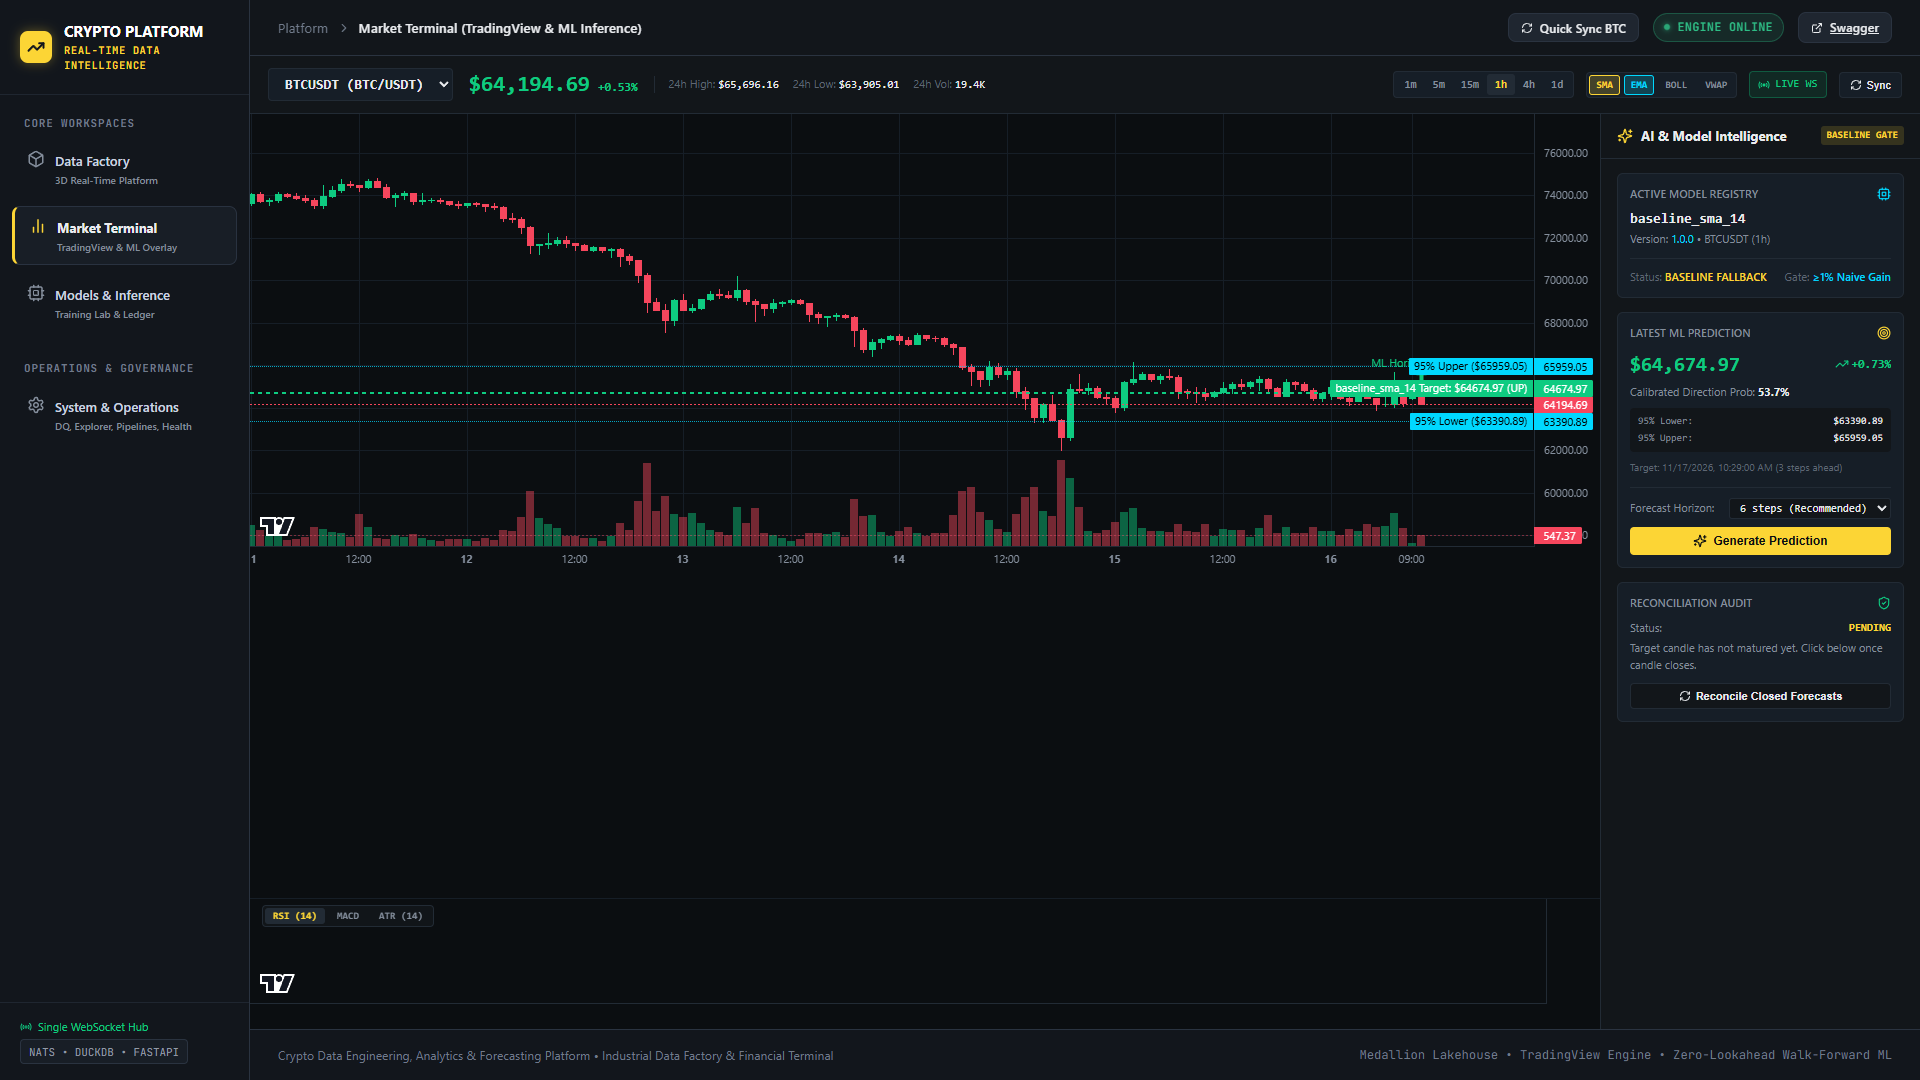 CRYPTO PLATFORM
REAL-TIME DATA
INTELLIGENCE
CORE WORKSPACES
Data Factory
3D Real-Time Platform
Market Terminal
TradingView & ML Overlay
Models & Inference
Training Lab & Ledger
OPERATIONS & GOVERNANCE
System & Operations
DQ, Explorer, Pipelines, Health
Single WebSocket Hub
NATS • DUCKDB • FASTAPI
Platform > Market Terminal (TradingView & ML Inference)
Quick Sync BTC
ENGINE ONLINE
Swagger
BTCUSDT (BTC/USDT)
$64,194.69 +0.53%
24h High: $65,696.16 24h Low: $63,905.01 24h Vol: 19.4K
1m 5m 15m 1h 4h 1d
SMA EMA BOLL VWAP
LIVE WS
Sync
76000.00
74000.00
72000.00
70000.00
68000.00
ML Hori
95% Upper ($65959.05) 65959.05
baseline_sma_14 Target: $64674.97 (UP) 64674.97
64194.69
95% Lower ($63390.89) 63390.89
62000.00
60000.00
547.37
1 12:00 12 12:00 13 12:00 14 12:00 15 12:00 16 09:00
RSI (14) MACD ATR (14)
AI & Model Intelligence
BASELINE GATE
ACTIVE MODEL REGISTRY
baseline_sma_14
Version: 1.0.0 • BTCUSDT (1h)
Status: BASELINE FALLBACK Gate: ≥1% Naive Gain
LATEST ML PREDICTION
$64,674.97 +0.73%
Calibrated Direction Prob: 53.7%
95% Lower: $63390.89
95% Upper: $65959.05
Target: 11/17/2026, 10:29:00 AM (3 steps ahead)
Forecast Horizon: 6 steps (Recommended)
Generate Prediction
RECONCILIATION AUDIT
Status: PENDING
Target candle has not matured yet. Click below once
candle closes.
Reconcile Closed Forecasts
Crypto Data Engineering, Analytics & Forecasting Platform • Industrial Data Factory & Financial Terminal
Medallion Lakehouse • TradingView Engine • Zero-Lookahead Walk-Forward ML